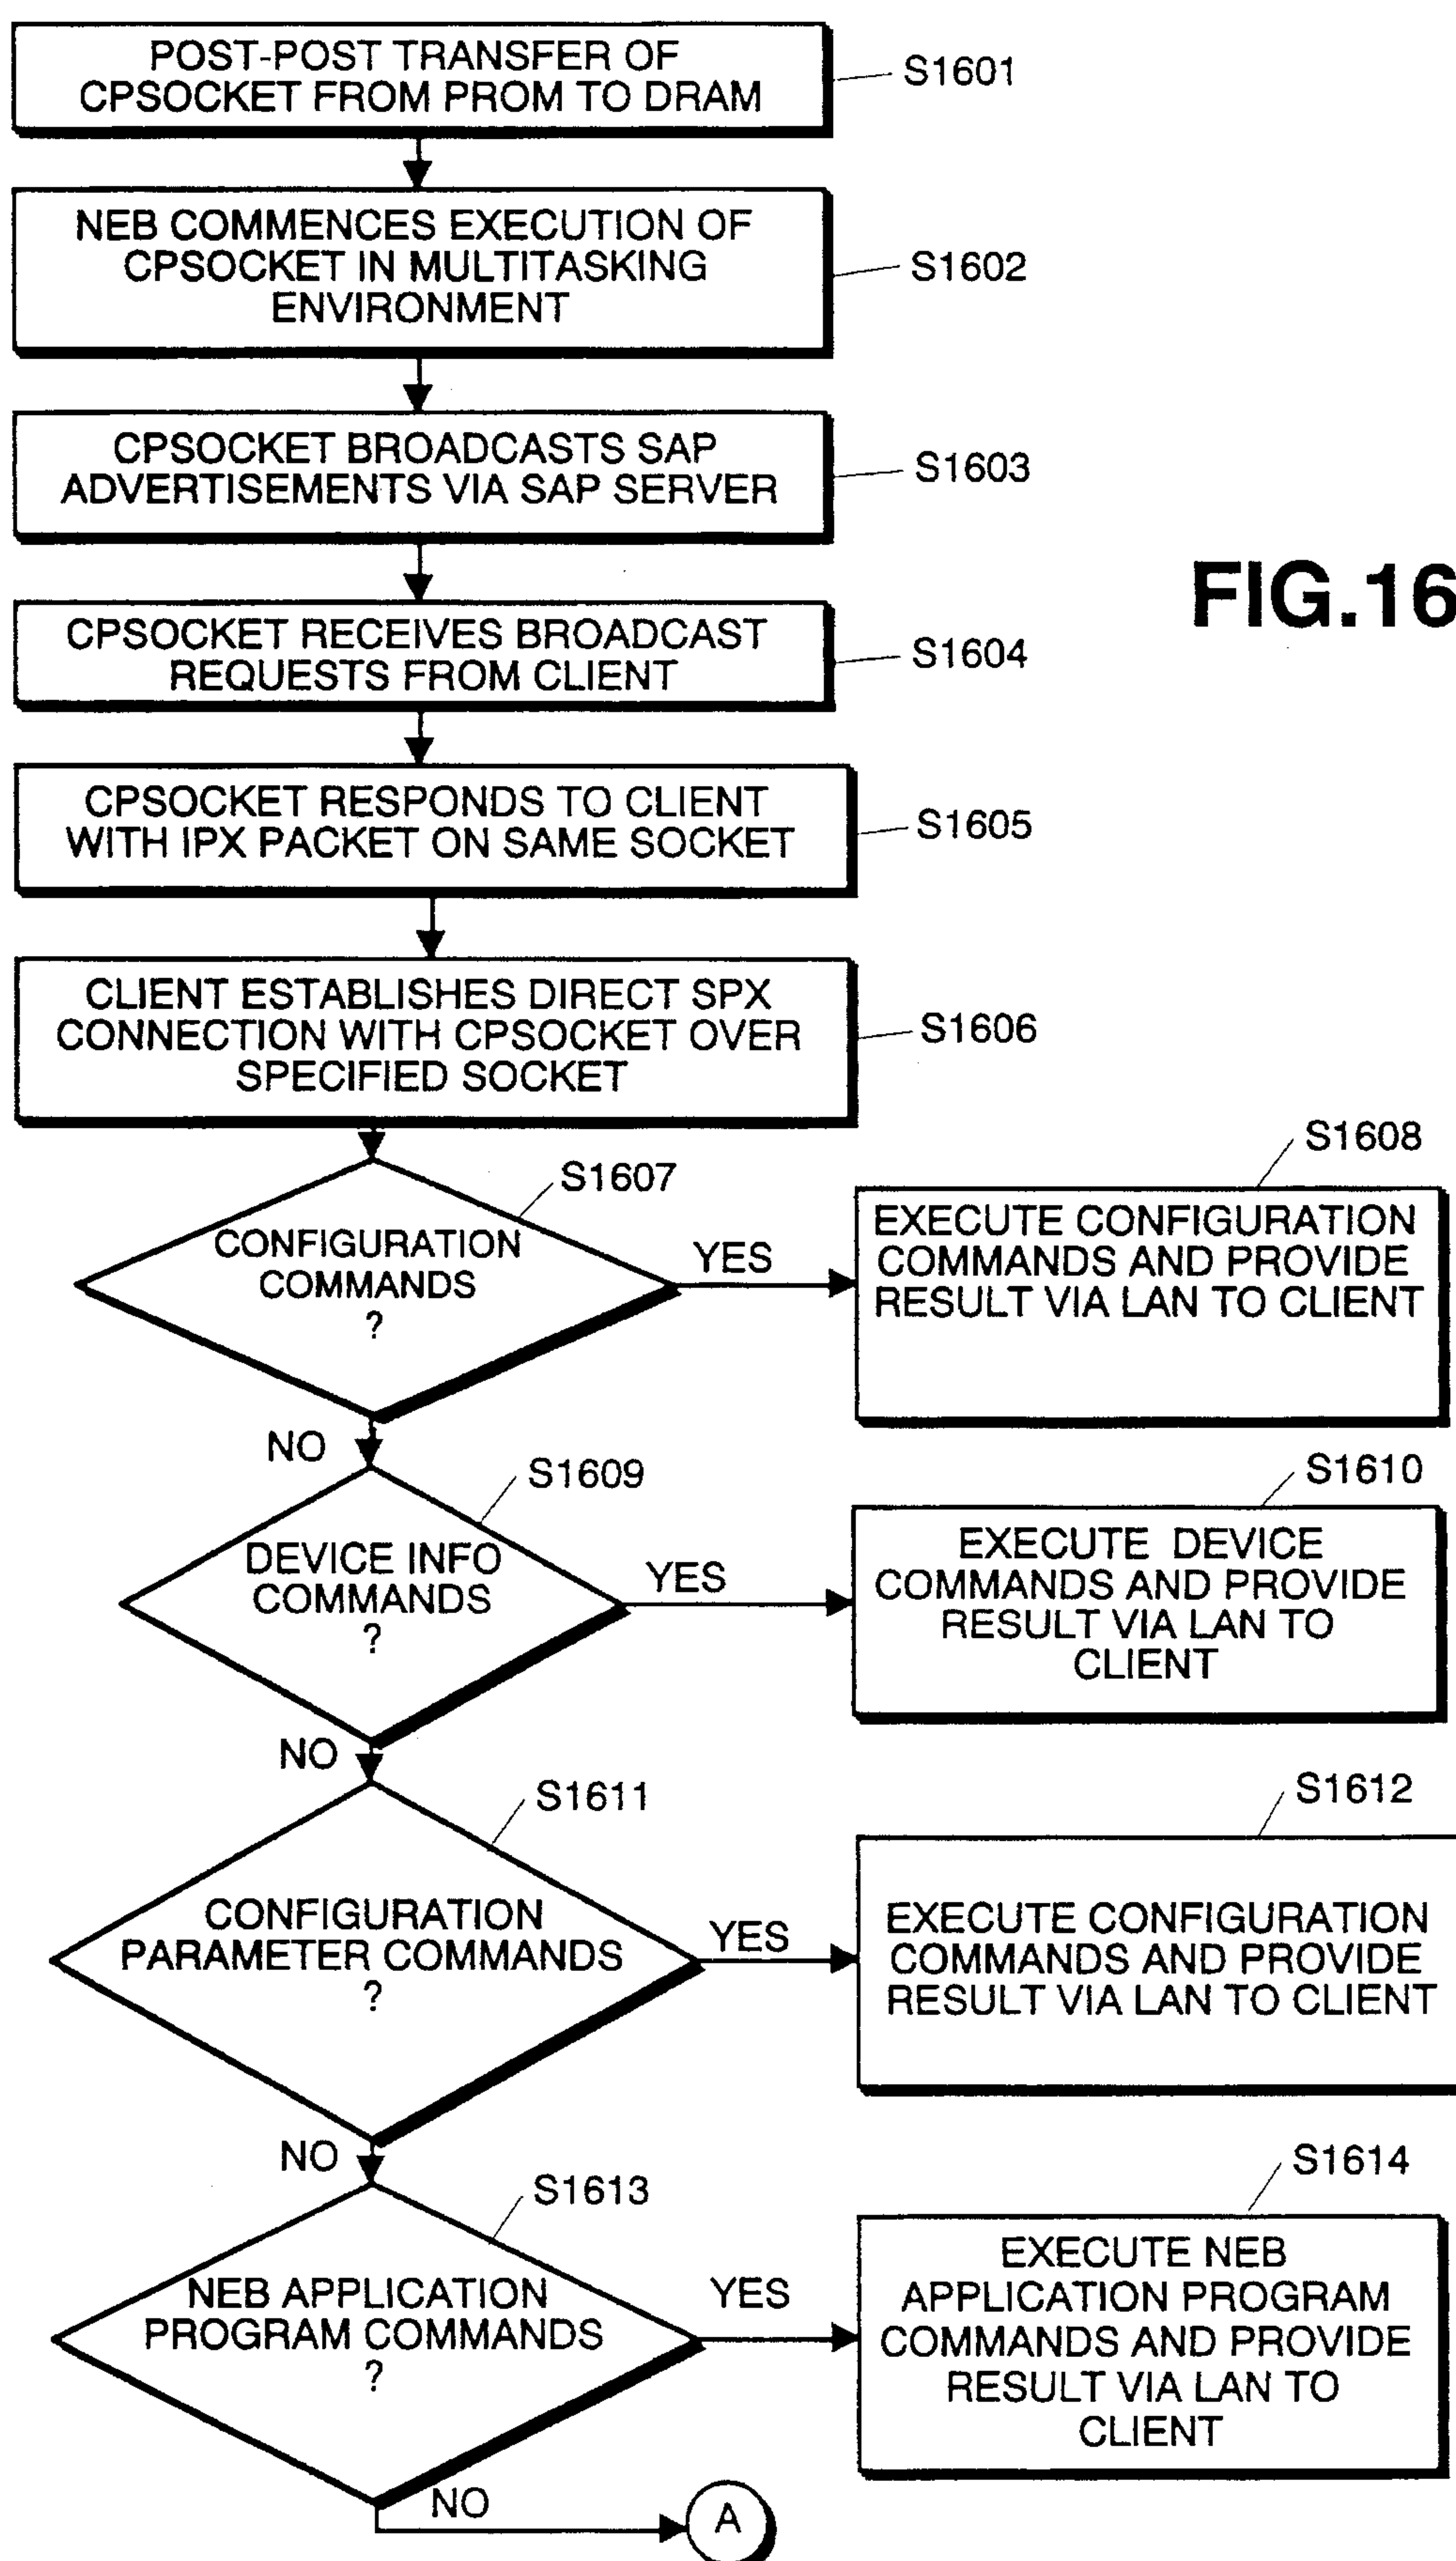 POST-POST TRANSFER OF
CPSOCKET FROM PROM TO DRAM
S1601
NEB COMMENCES EXECUTION OF
CPSOCKET IN MULTITASKING
ENVIRONMENT
S1602
CPSOCKET BROADCASTS SAP
ADVERTISEMENTS VIA SAP SERVER
S1603
FIG.16
CPSOCKET RECEIVES BROADCAST
REQUESTS FROM CLIENT
S1604
CPSOCKET RESPONDS TO CLIENT
WITH IPX PACKET ON SAME SOCKET
S1605
CLIENT ESTABLISHES DIRECT SPX
CONNECTION WITH CPSOCKET OVER
SPECIFIED SOCKET
S1606
S1607
CONFIGURATION
COMMANDS
?
YES
S1608
EXECUTE CONFIGURATION
COMMANDS AND PROVIDE
RESULT VIA LAN TO CLIENT
NO
S1609
DEVICE INFO
COMMANDS
?
YES
S1610
EXECUTE DEVICE
COMMANDS AND PROVIDE
RESULT VIA LAN TO
CLIENT
NO
S1611
CONFIGURATION
PARAMETER COMMANDS
?
YES
S1612
EXECUTE CONFIGURATION
COMMANDS AND PROVIDE
RESULT VIA LAN TO CLIENT
NO
S1613
NEB APPLICATION
PROGRAM COMMANDS
?
YES
S1614
EXECUTE NEB
APPLICATION PROGRAM
COMMANDS AND PROVIDE
RESULT VIA LAN TO
CLIENT
NO
A